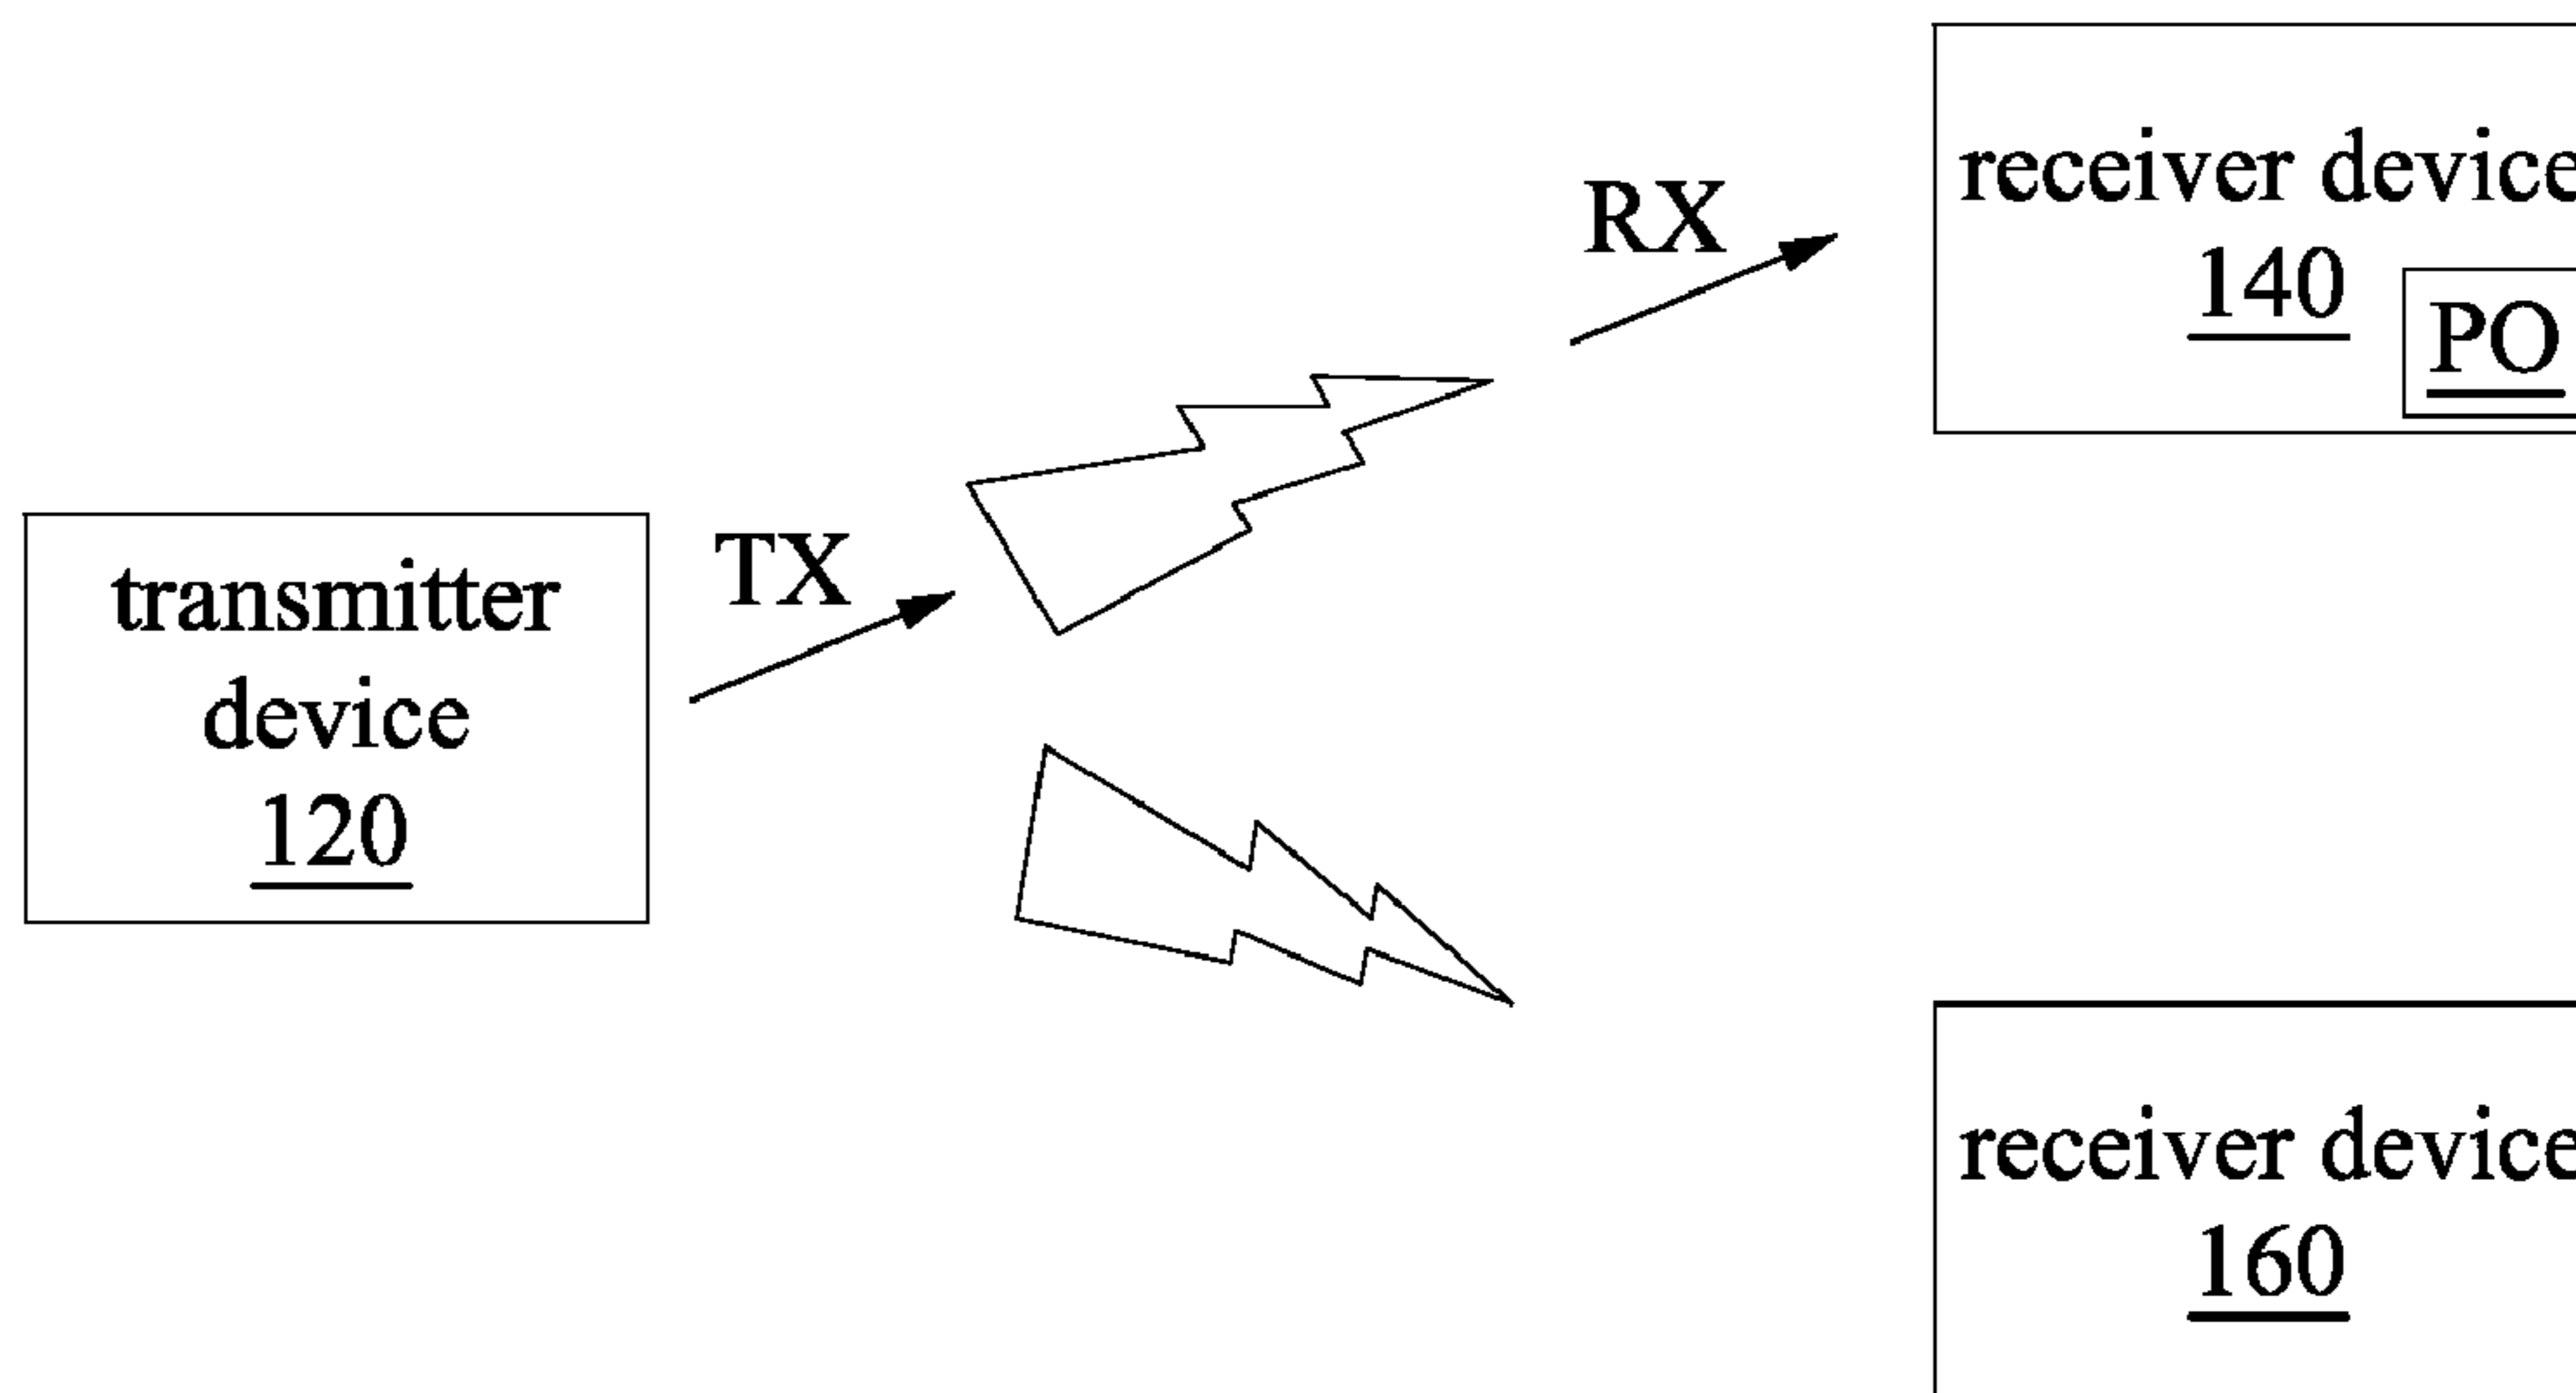 receiver device
140
PO
RX
TX
transmitter
device
120
receiver device
160